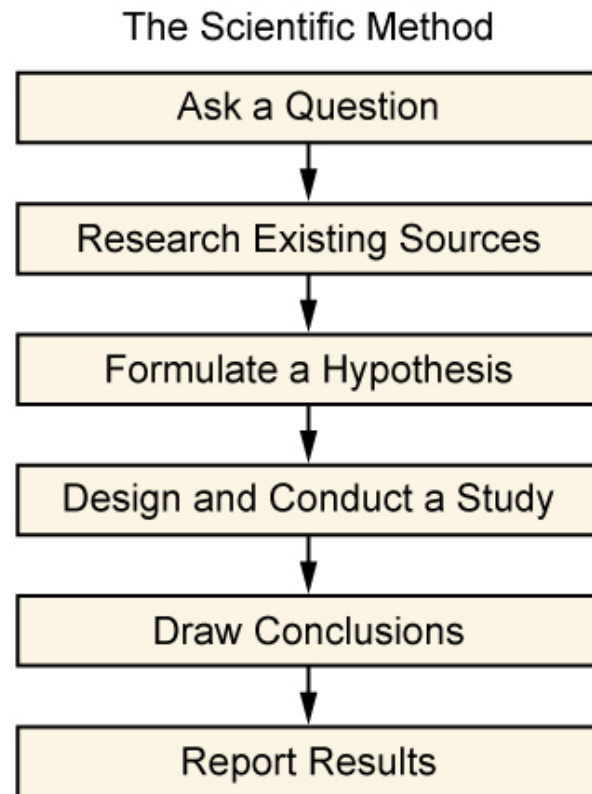 The Scientific Method
Ask a Question
Research Existing Sources
Formulate a Hypothesis
Design and Conduct a Study
Draw Conclusions
Report Results